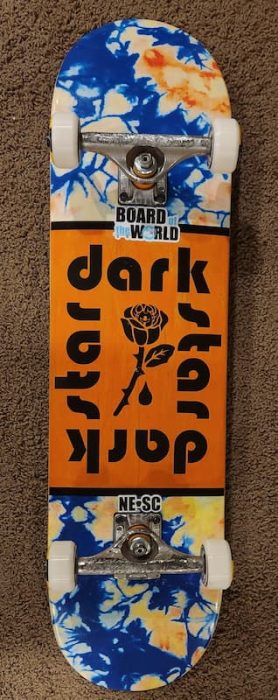 BOARD of
the WORLD
dark
star
star
dark
NE-SC